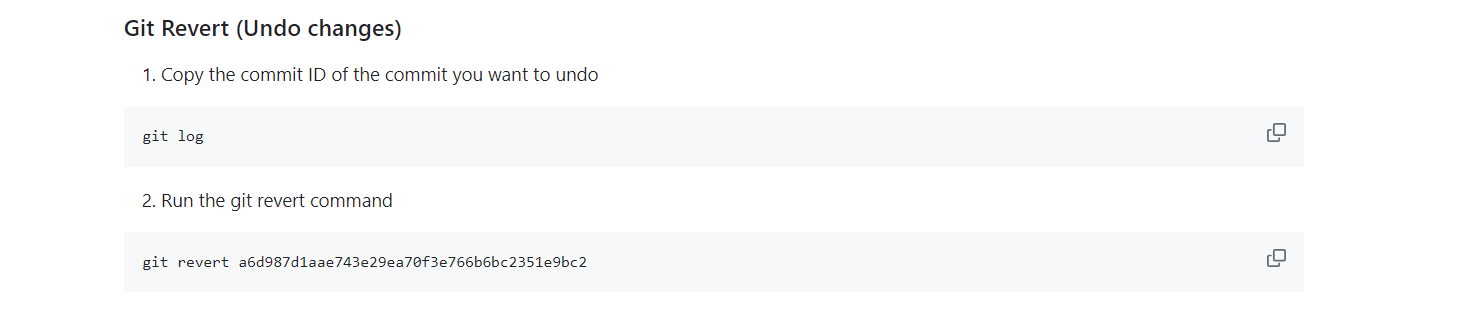 Git Revert (Undo changes)
1. Copy the commit ID of the commit you want to undo
git log
2. Run the git revert command
git revert a6d987d1aae743e29ea70f3e766b6bc2351e9bc2